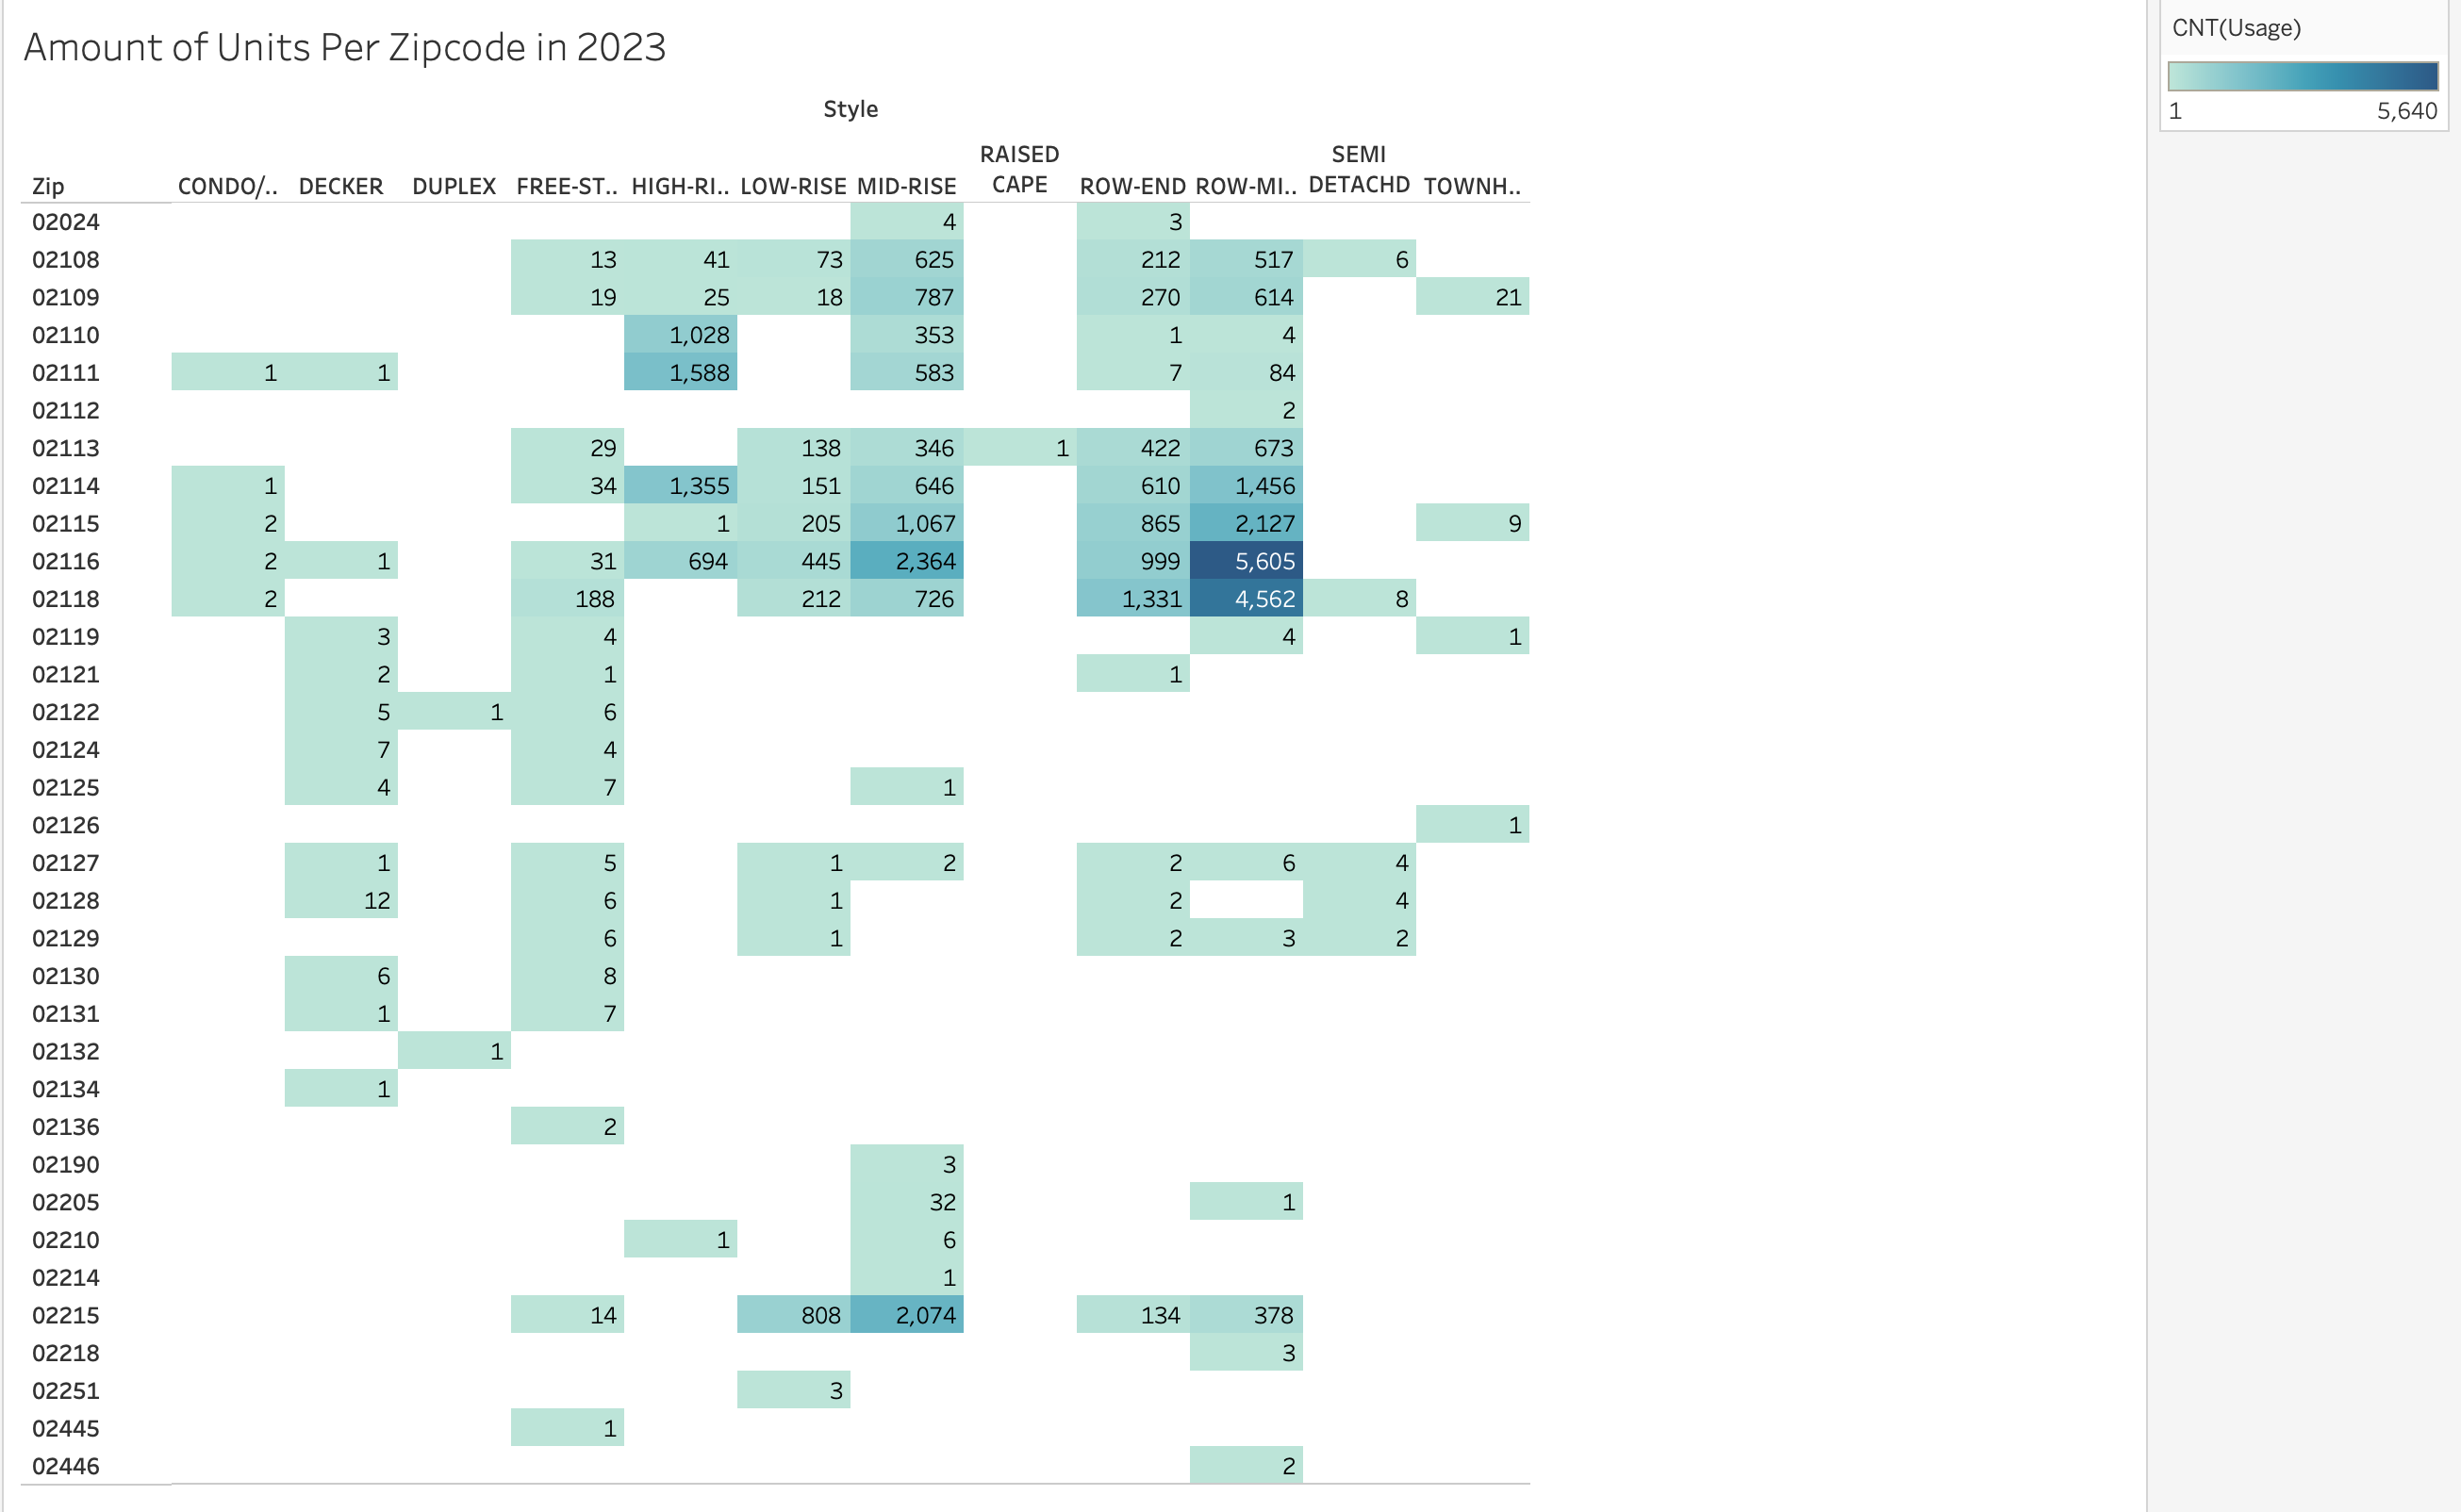 Amount of Units Per Zipcode in 2023
CNT(Usage)
1 5,640
Style
Zip CONDO/.. DECKER DUPLEX FREE-ST.. HIGH-RI.. LOW-RISE MID-RISE RAISED CAPE ROW-END ROW-MI.. SEMI DETACHD TOWNH..
02024 4 3
02108 13 41 73 625 212 517 6
02109 19 25 18 787 270 614 21
02110 1,028 353 1 4
02111 1 1 1,588 583 7 84
02112 2
02113 29 138 346 1 422 673
02114 1 34 1,355 151 646 610 1,456
02115 2 1 205 1,067 865 2,127 9
02116 2 1 31 694 445 2,364 999 5,605
02118 2 188 212 726 1,331 4,562 8
02119 3 4 4 1
02121 2 1 1
02122 5 1 6
02124 7 4
02125 4 7 1
02126 1
02127 1 5 1 2 2 6 4
02128 12 6 1 2 4
02129 6 1 2 3 2
02130 6 8
02131 1 7
02132 1
02134 1
02136 2
02190 3
02205 32 1
02210 1 6
02214 1
02215 14 808 2,074 134 378
02218 3
02251 3
02445 1
02446 2